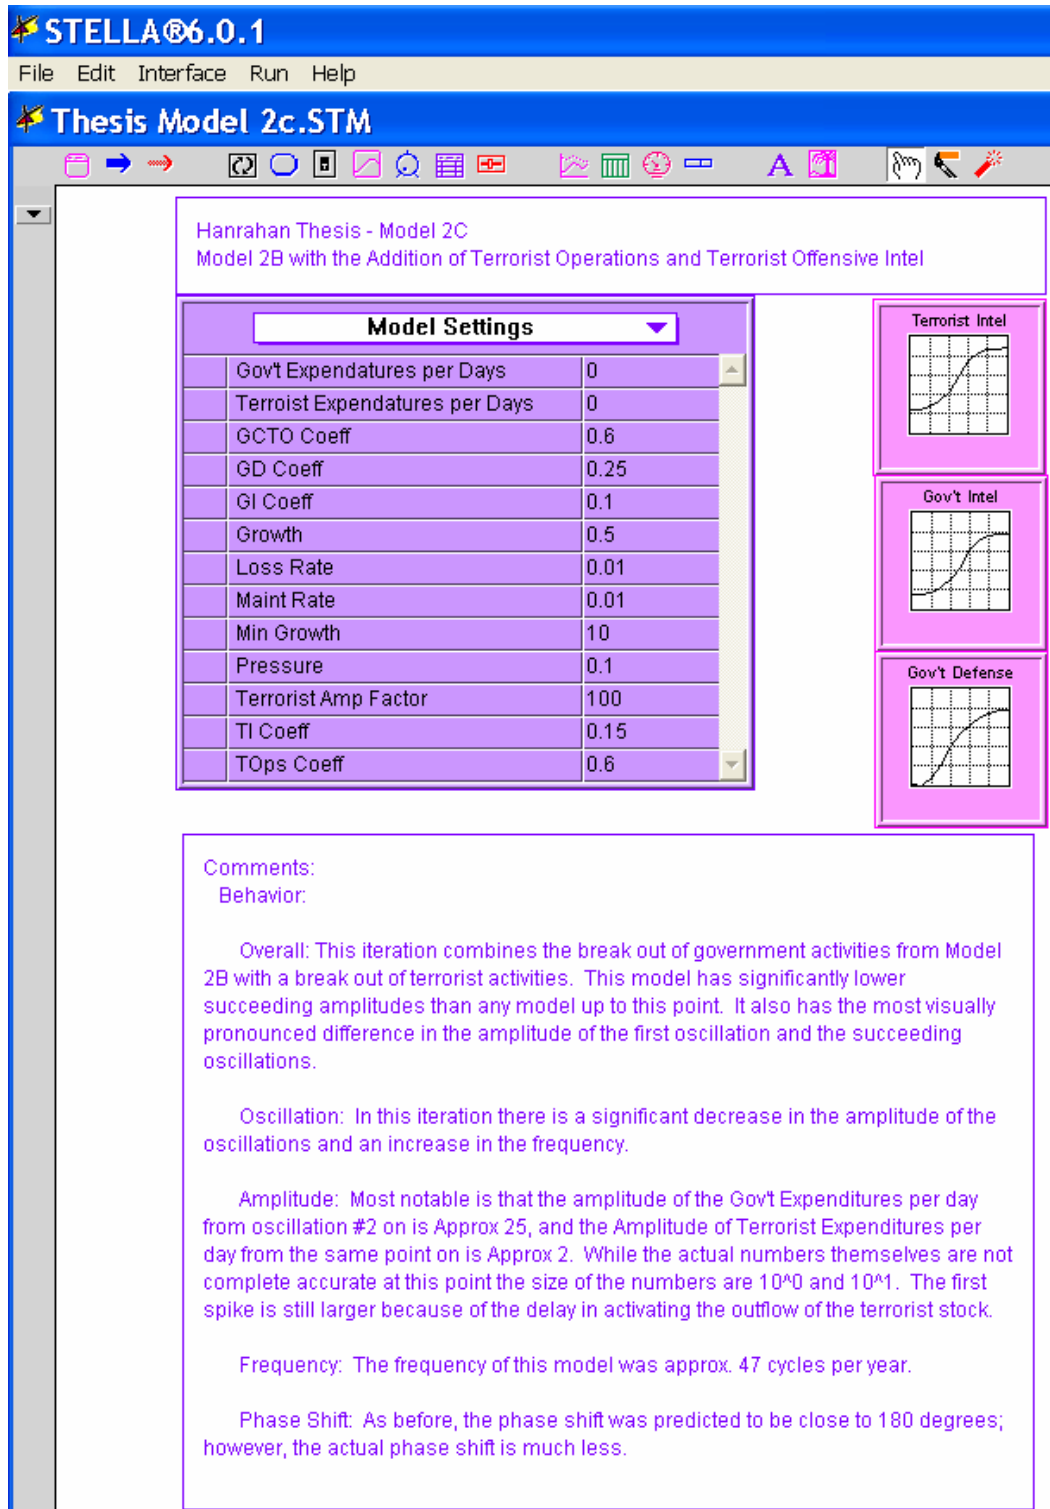 STELLA®6.0.1
File Edit Interface Run Help
Thesis Model 2c.STM
A
Hanrahan Thesis - Model 2C
Model 2B with the Addition of Terrorist Operations and Terrorist Offensive Intel
Model Settings
Gov't Expendatures per Days 0
Terroist Expendatures per Days 0
GCTO Coeff 0.6
GD Coeff 0.25
GI Coeff 0.1
Growth 0.5
Loss Rate 0.01
Maint Rate 0.01
Min Growth 10
Pressure 0.1
Terrorist Amp Factor 100
TI Coeff 0.15
TOps Coeff 0.6
Terrorist Intel
Gov't Intel
Gov't Defense
Comments:
Behavior:
Overall: This iteration combines the break out of government activities from Model
2B with a break out of terrorist activities. This model has significantly lower
succeeding amplitudes than any model up to this point. It also has the most visually
pronounced difference in the amplitude of the first oscillation and the succeeding
oscillations.
Oscillation: In this iteration there is a significant decrease in the amplitude of the
oscillations and an increase in the frequency.
Amplitude: Most notable is that the amplitude of the Gov't Expenditures per day
from oscillation #2 on is Approx 25, and the Amplitude of Terrorist Expenditures per
day from the same point on is Approx 2. While the actual numbers themselves are not
complete accurate at this point the size of the numbers are 10^0 and 10^1. The first
spike is still larger because of the delay in activating the outflow of the terrorist stock.
Frequency: The frequency of this model was approx. 47 cycles per year.
Phase Shift: As before, the phase shift was predicted to be close to 180 degrees;
however, the actual phase shift is much less.